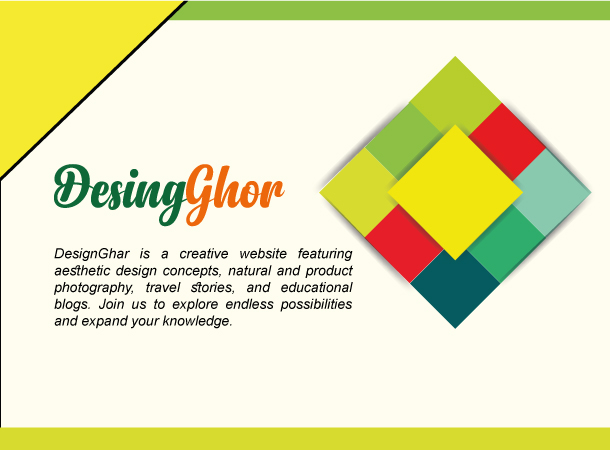 DesingGhor
DesignGhar is a creative website featuring
aesthetic design concepts, natural and product
photography, travel stories, and educational
blogs. Join us to explore endless possibilities
and expand your knowledge.